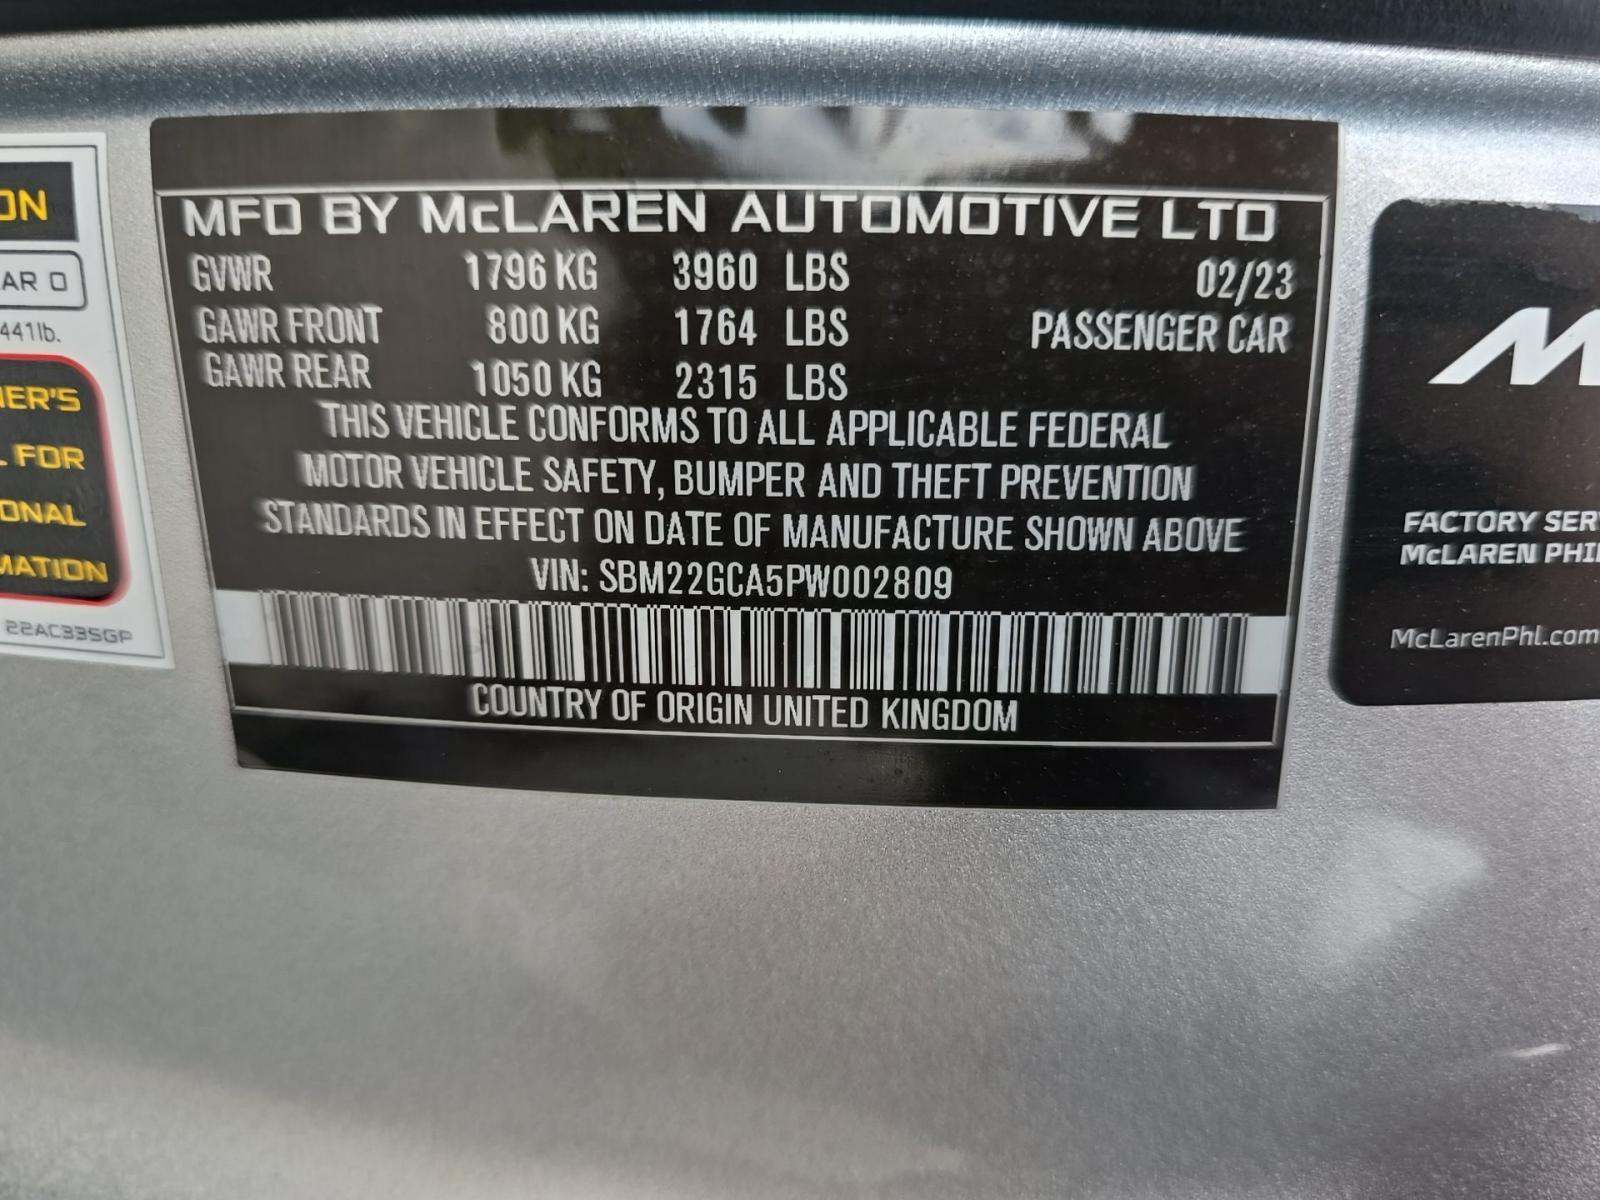 ON
AR 0
441lb.
NER'S
L FOR
ONAL
MATION
22AC335GP
MFD BY McLAREN AUTOMOTIVE LTD
GVWR 1796 KG 3960 LBS 02/23
GAWR FRONT 800 KG 1764 LBS PASSENGER CAR
GAWR REAR 1050 KG 2315 LBS
THIS VEHICLE CONFORMS TO ALL APPLICABLE FEDERAL
MOTOR VEHICLE SAFETY, BUMPER AND THEFT PREVENTION
STANDARDS IN EFFECT ON DATE OF MANUFACTURE SHOWN ABOVE
VIN: SBM22GCA5PW002809
COUNTRY OF ORIGIN UNITED KINGDOM
M
FACTORY SER
McLAREN PHI
McLarenPhl.com